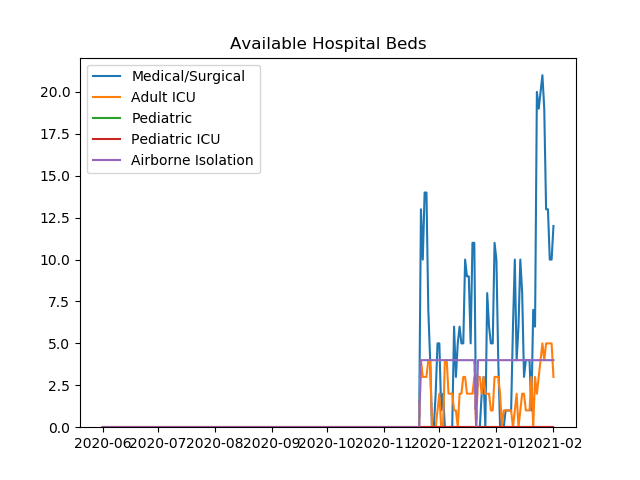 Available Hospital Beds
Medical/Surgical
Adult ICU
Pediatric
Pediatric ICU
Airborne Isolation
20.0
17.5
15.0
12.5
10.0
7.5
5.0
2.5
0.0
2020-06 2020-07 2020-08 2020-09 2020-10 2020-11 2020-12 2021-01 2021-02